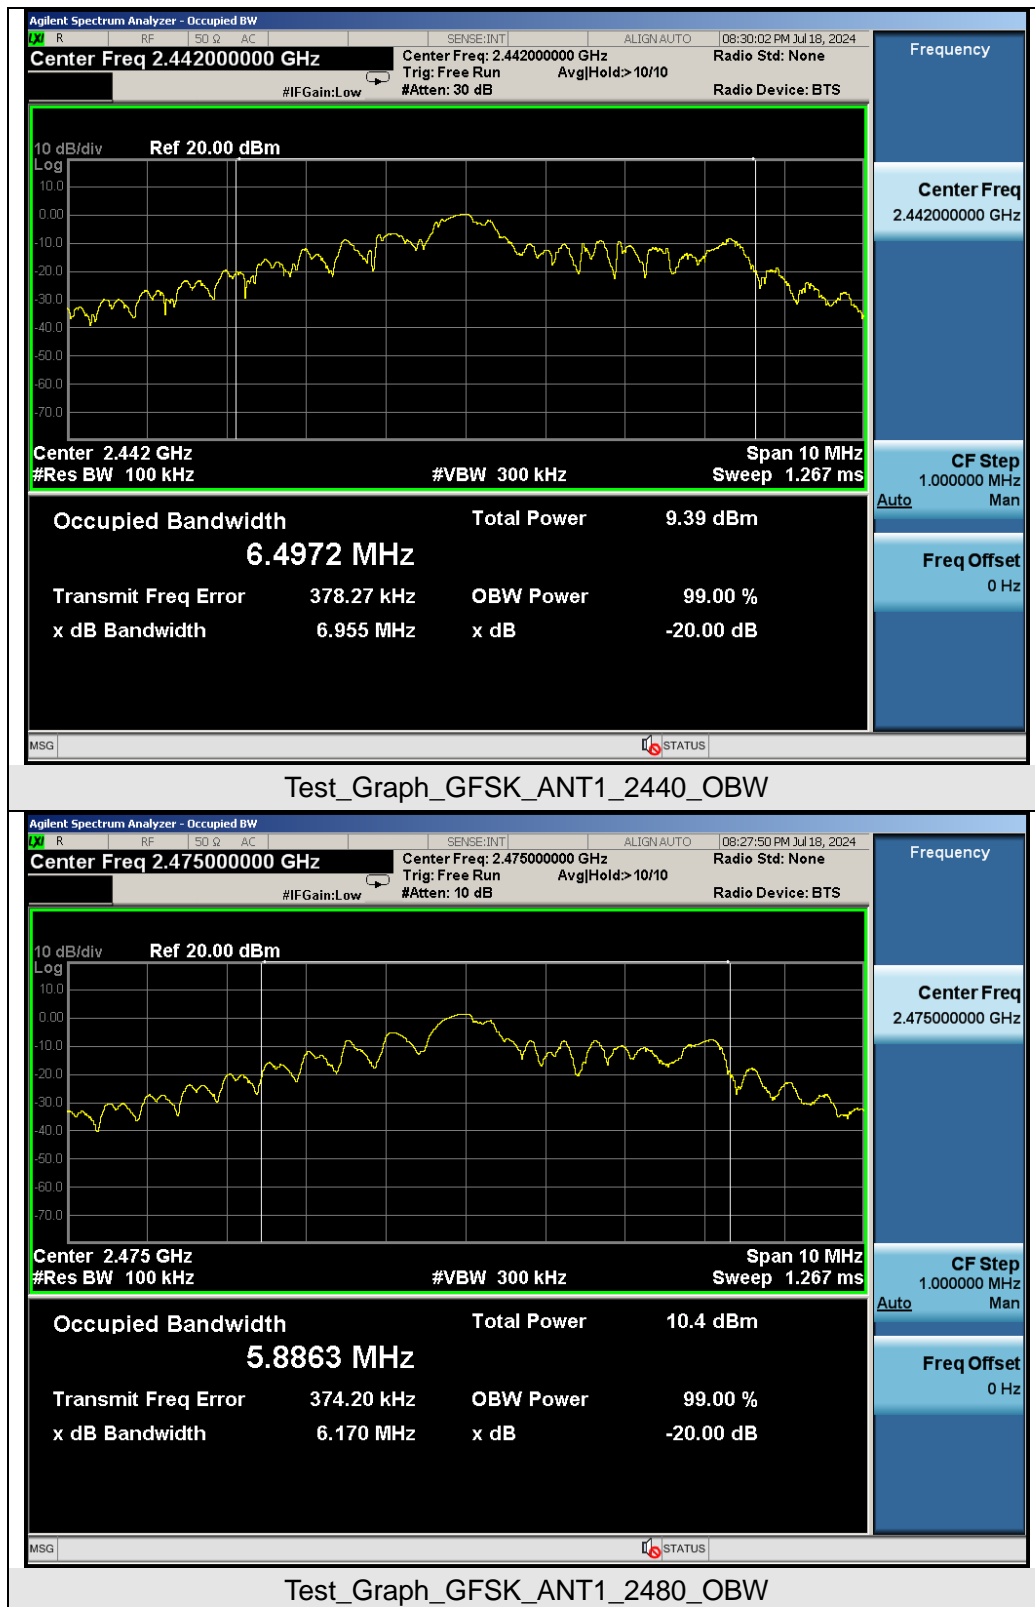 Agilent Spectrum Analyzer - Occupied BW
LXI R RF 50 Ω AC SENSE:INT ALIGN AUTO 08:30:02 PM Jul 18, 2024
Center Freq 2.442000000 GHz Center Freq: 2.442000000 GHz Radio Std: None Frequency
Trig: Free Run Avg|Hold:> 10/10
#IFGain:Low #Atten: 30 dB Radio Device: BTS
10 dB/div Ref 20.00 dBm
Log
10.0
0.00
-10.0
-20.0
-30.0
-40.0
-50.0
-60.0
-70.0
Center Freq
2.442000000 GHz
Center 2.442 GHz Span 10 MHz
#Res BW 100 kHz #VBW 300 kHz Sweep 1.267 ms
CF Step
1.000000 MHz
Auto Man
Occupied Bandwidth Total Power 9.39 dBm
6.4972 MHz
Freq Offset
0 Hz
Transmit Freq Error 378.27 kHz OBW Power 99.00 %
x dB Bandwidth 6.955 MHz x dB -20.00 dB
MSG STATUS
Test_Graph_GFSK_ANT1_2440_OBW
Agilent Spectrum Analyzer - Occupied BW
LXI R RF 50 Ω AC SENSE:INT ALIGN AUTO 08:27:50 PM Jul 18, 2024
Center Freq 2.475000000 GHz Center Freq: 2.475000000 GHz Radio Std: None Frequency
Trig: Free Run Avg|Hold:> 10/10
#IFGain:Low #Atten: 10 dB Radio Device: BTS
10 dB/div Ref 20.00 dBm
Log
10.0
0.00
-10.0
-20.0
-30.0
-40.0
-50.0
-60.0
-70.0
Center Freq
2.475000000 GHz
Center 2.475 GHz Span 10 MHz
#Res BW 100 kHz #VBW 300 kHz Sweep 1.267 ms
CF Step
1.000000 MHz
Auto Man
Occupied Bandwidth Total Power 10.4 dBm
5.8863 MHz
Freq Offset
0 Hz
Transmit Freq Error 374.20 kHz OBW Power 99.00 %
x dB Bandwidth 6.170 MHz x dB -20.00 dB
MSG STATUS
Test_Graph_GFSK_ANT1_2480_OBW